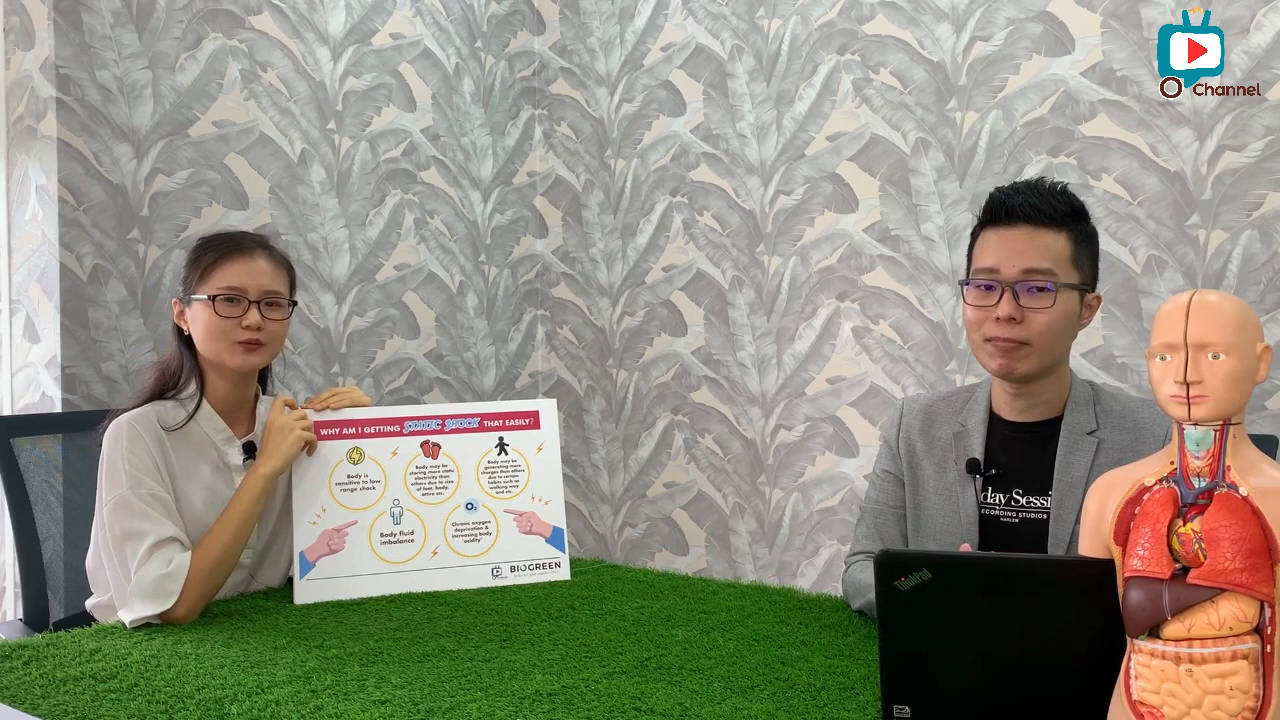 Channel
WHY AM I GETTING STATIC SHOCK THAT EASILY?
Body is
sensitive to low
range shock
Body may be
storing more static
electricity than
others due to size
of feet, body,
attire etc.
Body may be
generating more
charges than others
due to certain
habits such as
walking way
and etc.
Body fluid
imbalance
O₂
Chronic oxygen
deprivation &
increasing body
'acidity'
BIOGREEN
day Sessi
ECORDING STUDIOS
HARLEM
ThinkPad